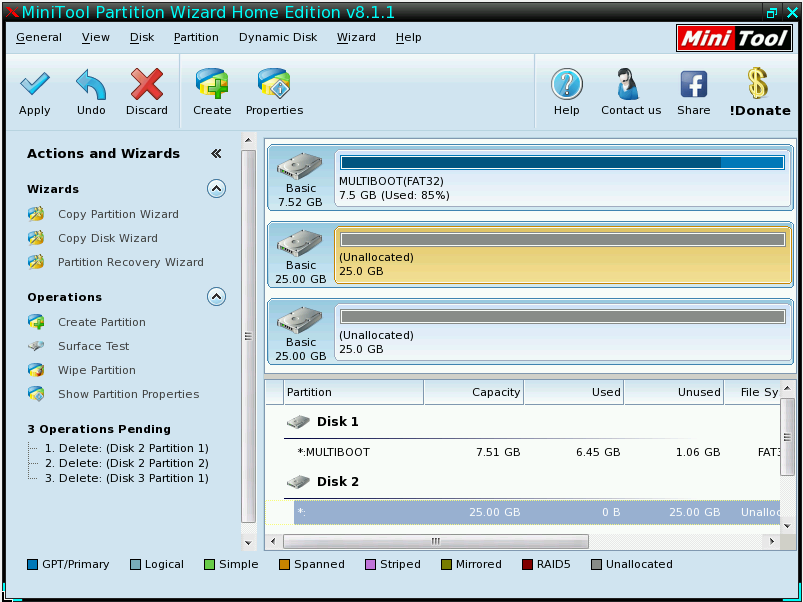 MiniTool Partition Wizard Home Edition v8.1.1
General View Disk Partition Dynamic Disk Wizard Help
Mini Tool
Apply Undo Discard Create Properties Help Contact us Share !Donate
Actions and Wizards
Wizards
Copy Partition Wizard
Copy Disk Wizard
Partition Recovery Wizard
Operations
Create Partition
Surface Test
Wipe Partition
Show Partition Properties
3 Operations Pending
1. Delete: (Disk 2 Partition 1)
2. Delete: (Disk 2 Partition 2)
3. Delete: (Disk 3 Partition 1)
Basic
7.52 GB
MULTIBOOT(FAT32)
7.5 GB (Used: 85%)
Basic
25.00 GB
(Unallocated)
25.0 GB
Basic
25.00 GB
(Unallocated)
25.0 GB
Partition Capacity Used Unused File Sy
Disk 1
*:MULTIBOOT 7.51 GB 6.45 GB 1.06 GB FAT3
Disk 2
*: 25.00 GB 0 B 25.00 GB Unalloc
GPT/Primary Logical Simple Spanned Striped Mirrored RAID5 Unallocated